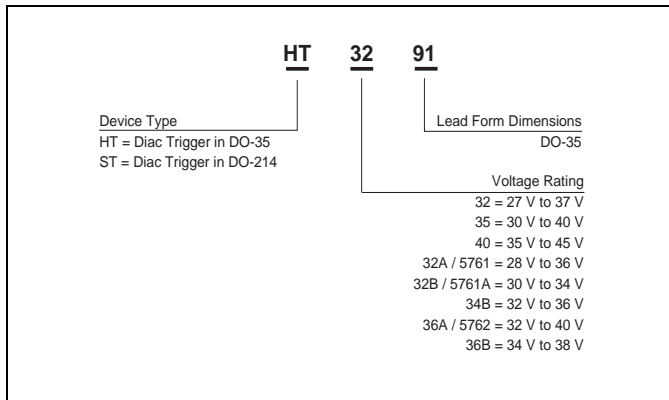 HT 32 91
Device Type
HT = Diac Trigger in DO-35
ST = Diac Trigger in DO-214
Lead Form Dimensions
DO-35
Voltage Rating
32 = 27 V to 37 V
35 = 30 V to 40 V
40 = 35 V to 45 V
32A / 5761 = 28 V to 36 V
32B / 5761A = 30 V to 34 V
34B = 32 V to 36 V
36A / 5762 = 32 V to 40 V
36B = 34 V to 38 V